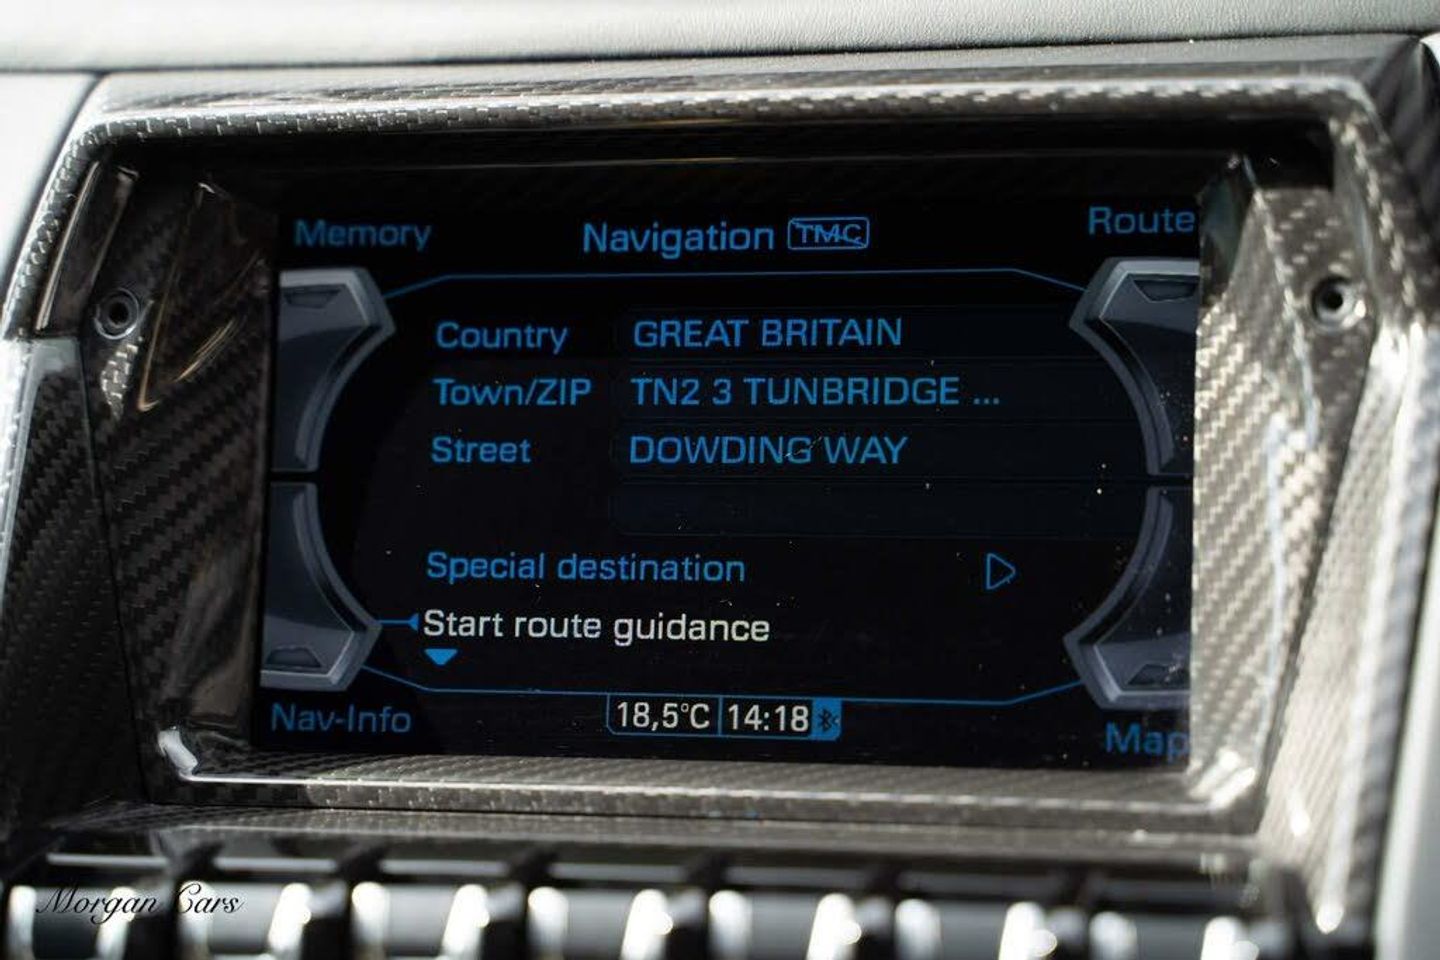 Memory
Navigation TMC
Route
Country GREAT BRITAIN
Town/ZIP TN2 3 TUNBRIDGE ...
Street DOWDING WAY
Special destination
Start route guidance
Nav-Info
18,5°C 14:18
Map
Morgan Cars